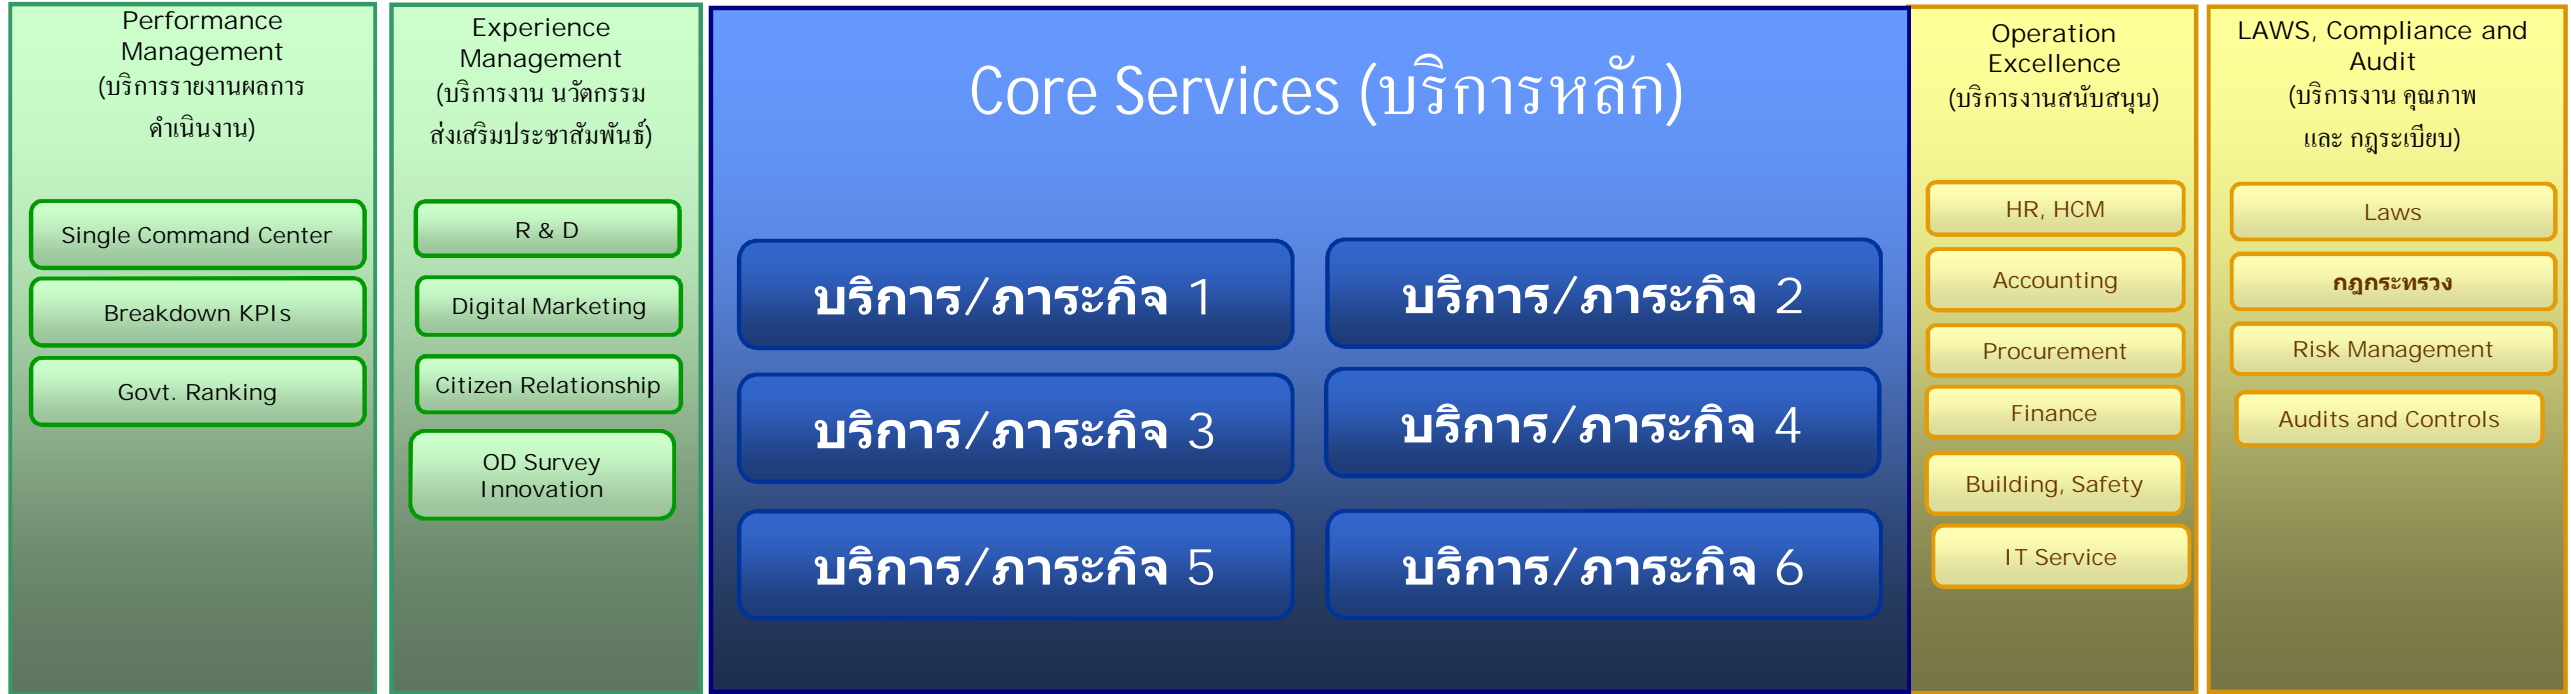 Performance
Management
(บริการรายงานผลการ
ดำเนินงาน)
Single Command Center
Breakdown KPIs
Govt. Ranking
Experience
Management
(บริการงาน นวัตกรรม
ส่งเสริมประชาสัมพันธ์)
R & D
Digital Marketing
Citizen Relationship
OD Survey
Innovation
Core Services (บริการหลัก)
บริการ/ภาระกิจ 1
บริการ/ภาระกิจ 2
บริการ/ภาระกิจ 3
บริการ/ภาระกิจ 4
บริการ/ภาระกิจ 5
บริการ/ภาระกิจ 6
Operation
Excellence
(บริการงานสนับสนุน)
HR, HCM
Accounting
Procurement
Finance
Building, Safety
IT Service
LAWS, Compliance and
Audit
(บริการงาน คุณภาพ
และ กฎระเบียบ)
Laws
กฎกระทรวง
Risk Management
Audits and Controls